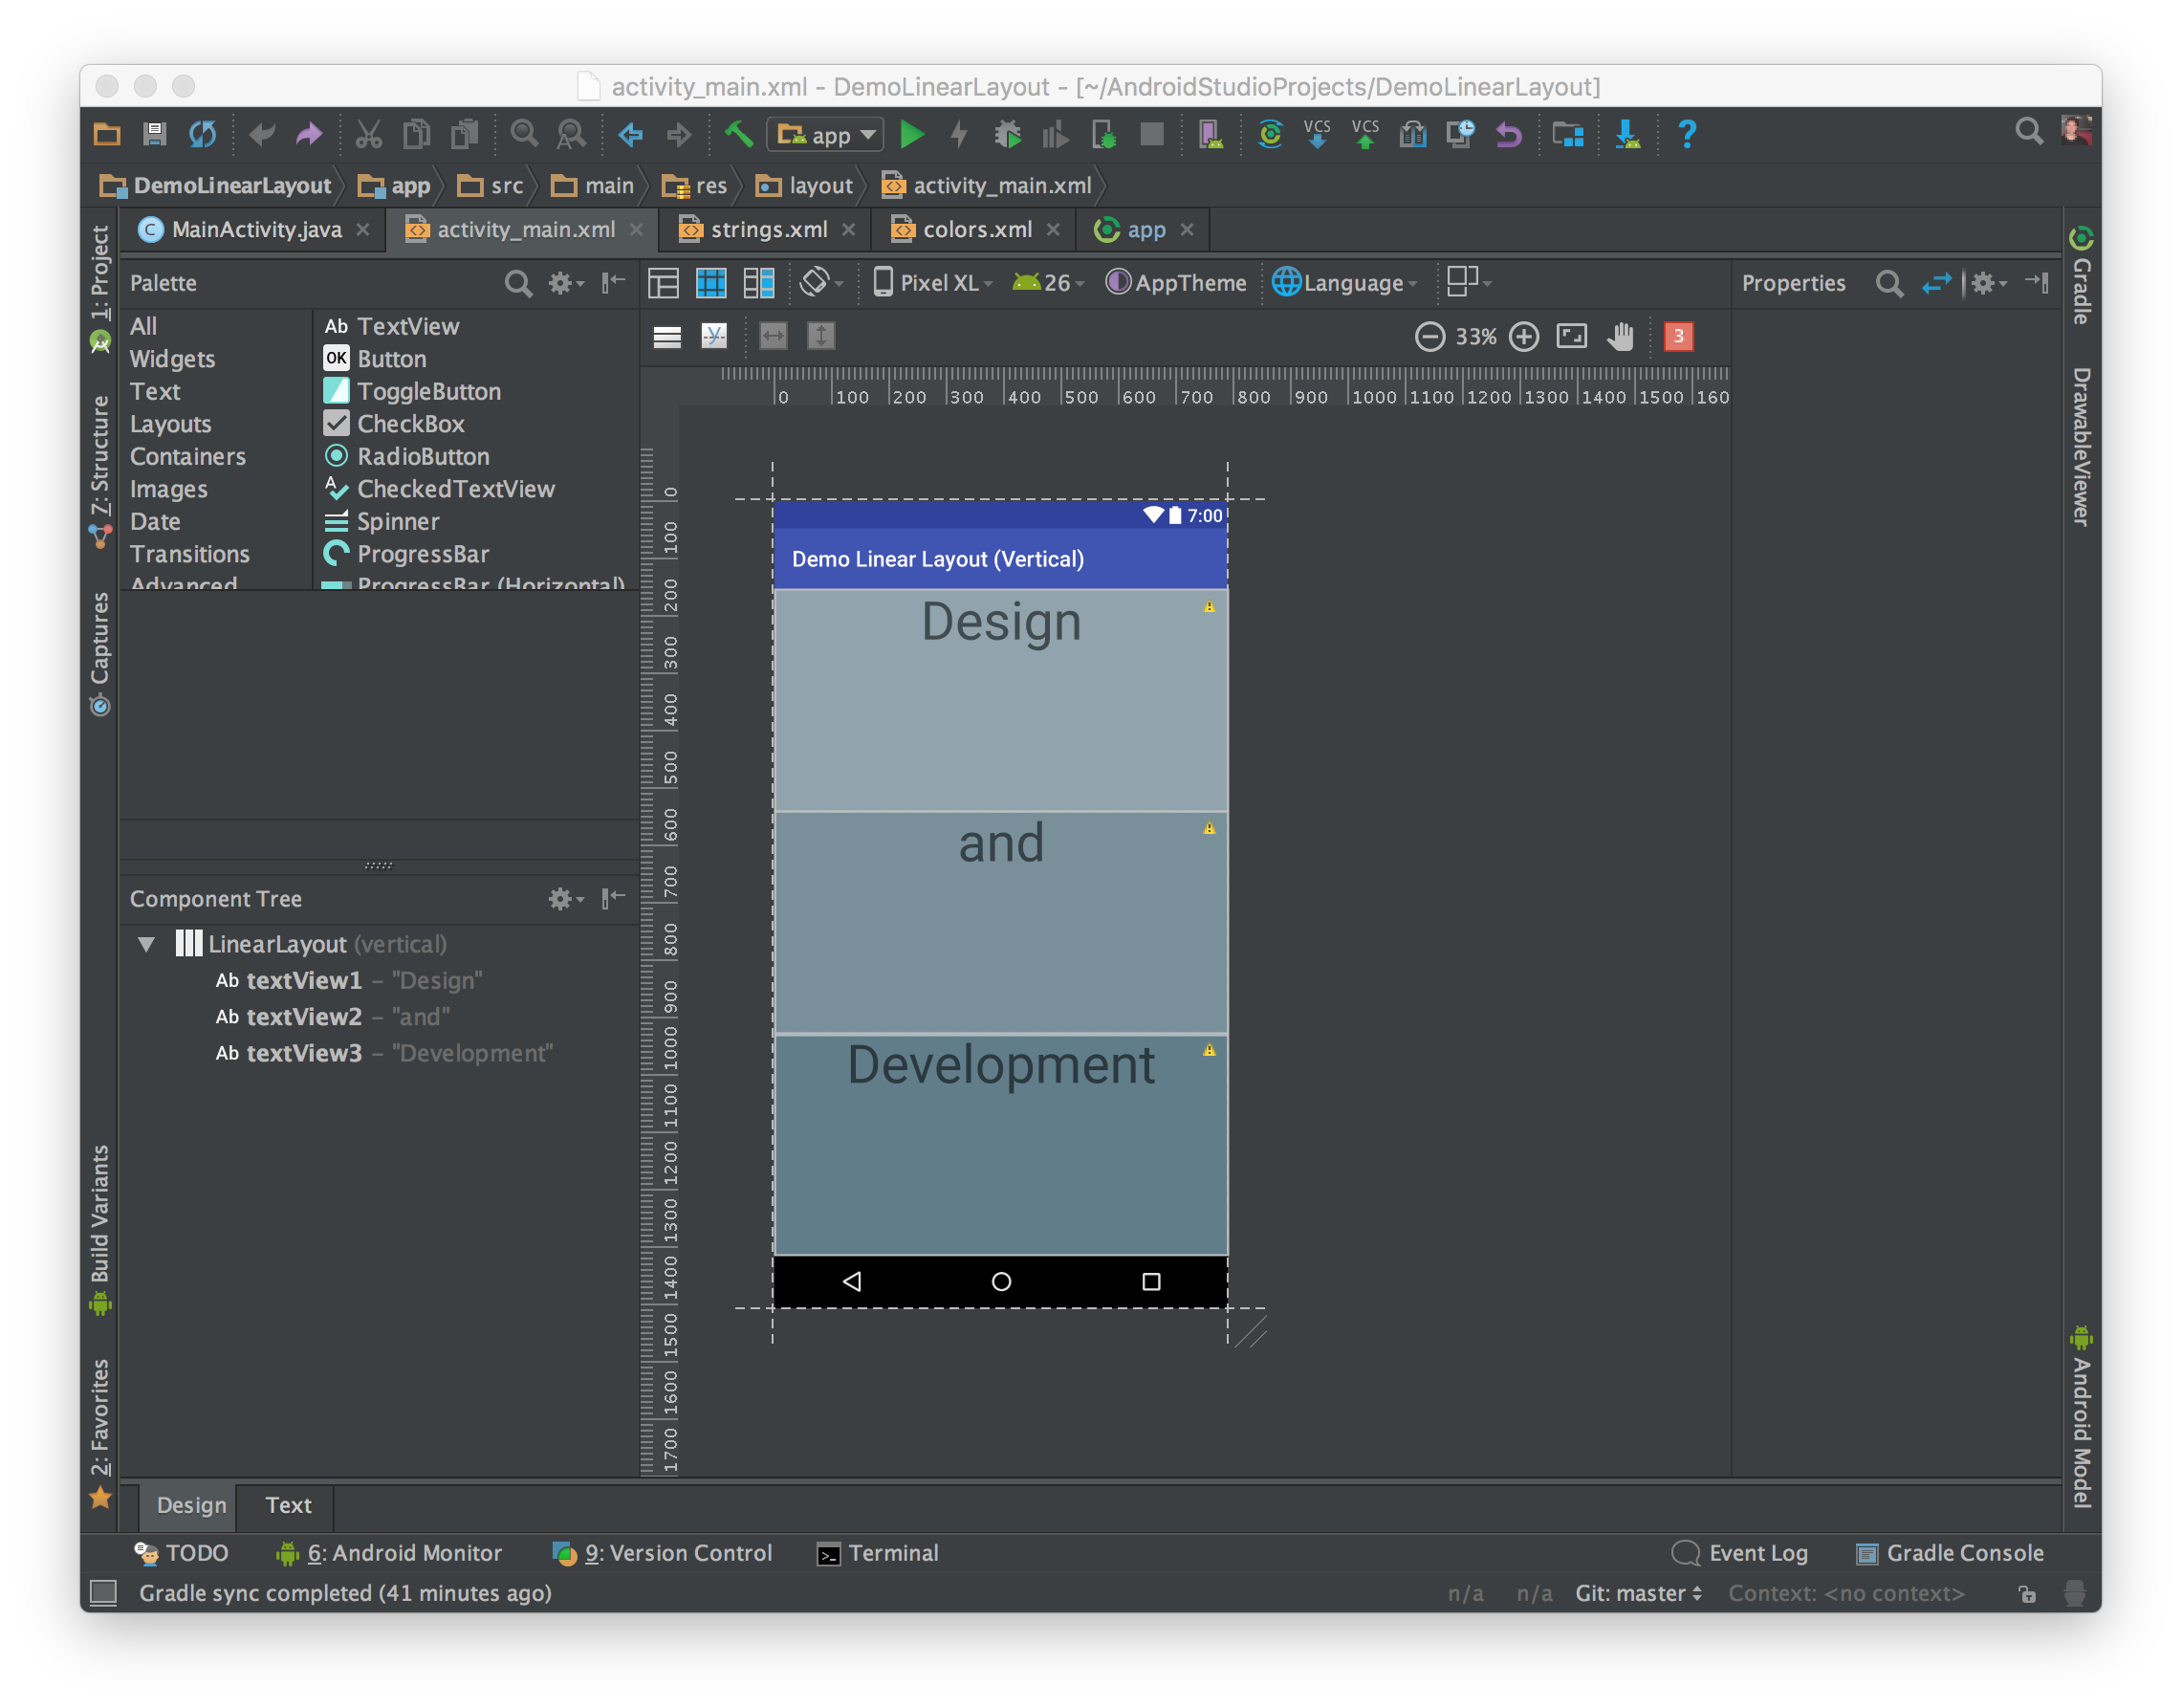 activity_main.xml - DemoLinearLayout - [~/AndroidStudioProjects/DemoLinearLayout]
app
VCS VCS
?
DemoLinearLayout app src main res layout activity_main.xml
MainActivity.java activity_main.xml strings.xml colors.xml app
1: Project
7: Structure
Captures
Build Variants
2: Favorites
Palette
All
Widgets
Text
Layouts
Containers
Images
Date
Transitions
Advanced
Ab TextView
OK Button
ToggleButton
CheckBox
RadioButton
CheckedTextView
Spinner
ProgressBar
ProgressBar (Horizontal)
Pixel XL 26 AppTheme Language
33% 3
0 100 200 300 400 500 600 700 800 900 1000 1100 1200 1300 1400 1500 160
0 100 200 300 400 500 600 700 800 900 1000 1100 1200 1300 1400 1500 1600 1700
7:00
Demo Linear Layout (Vertical)
Design
and
Development
Component Tree
LinearLayout (vertical)
Ab textView1 – "Design"
Ab textView2 – "and"
Ab textView3 – "Development"
Properties
Gradle
DrawableViewer
Android Model
Design Text
TODO 6: Android Monitor 9: Version Control Terminal Event Log Gradle Console
Gradle sync completed (41 minutes ago) n/a n/a Git: master Context: <no context>